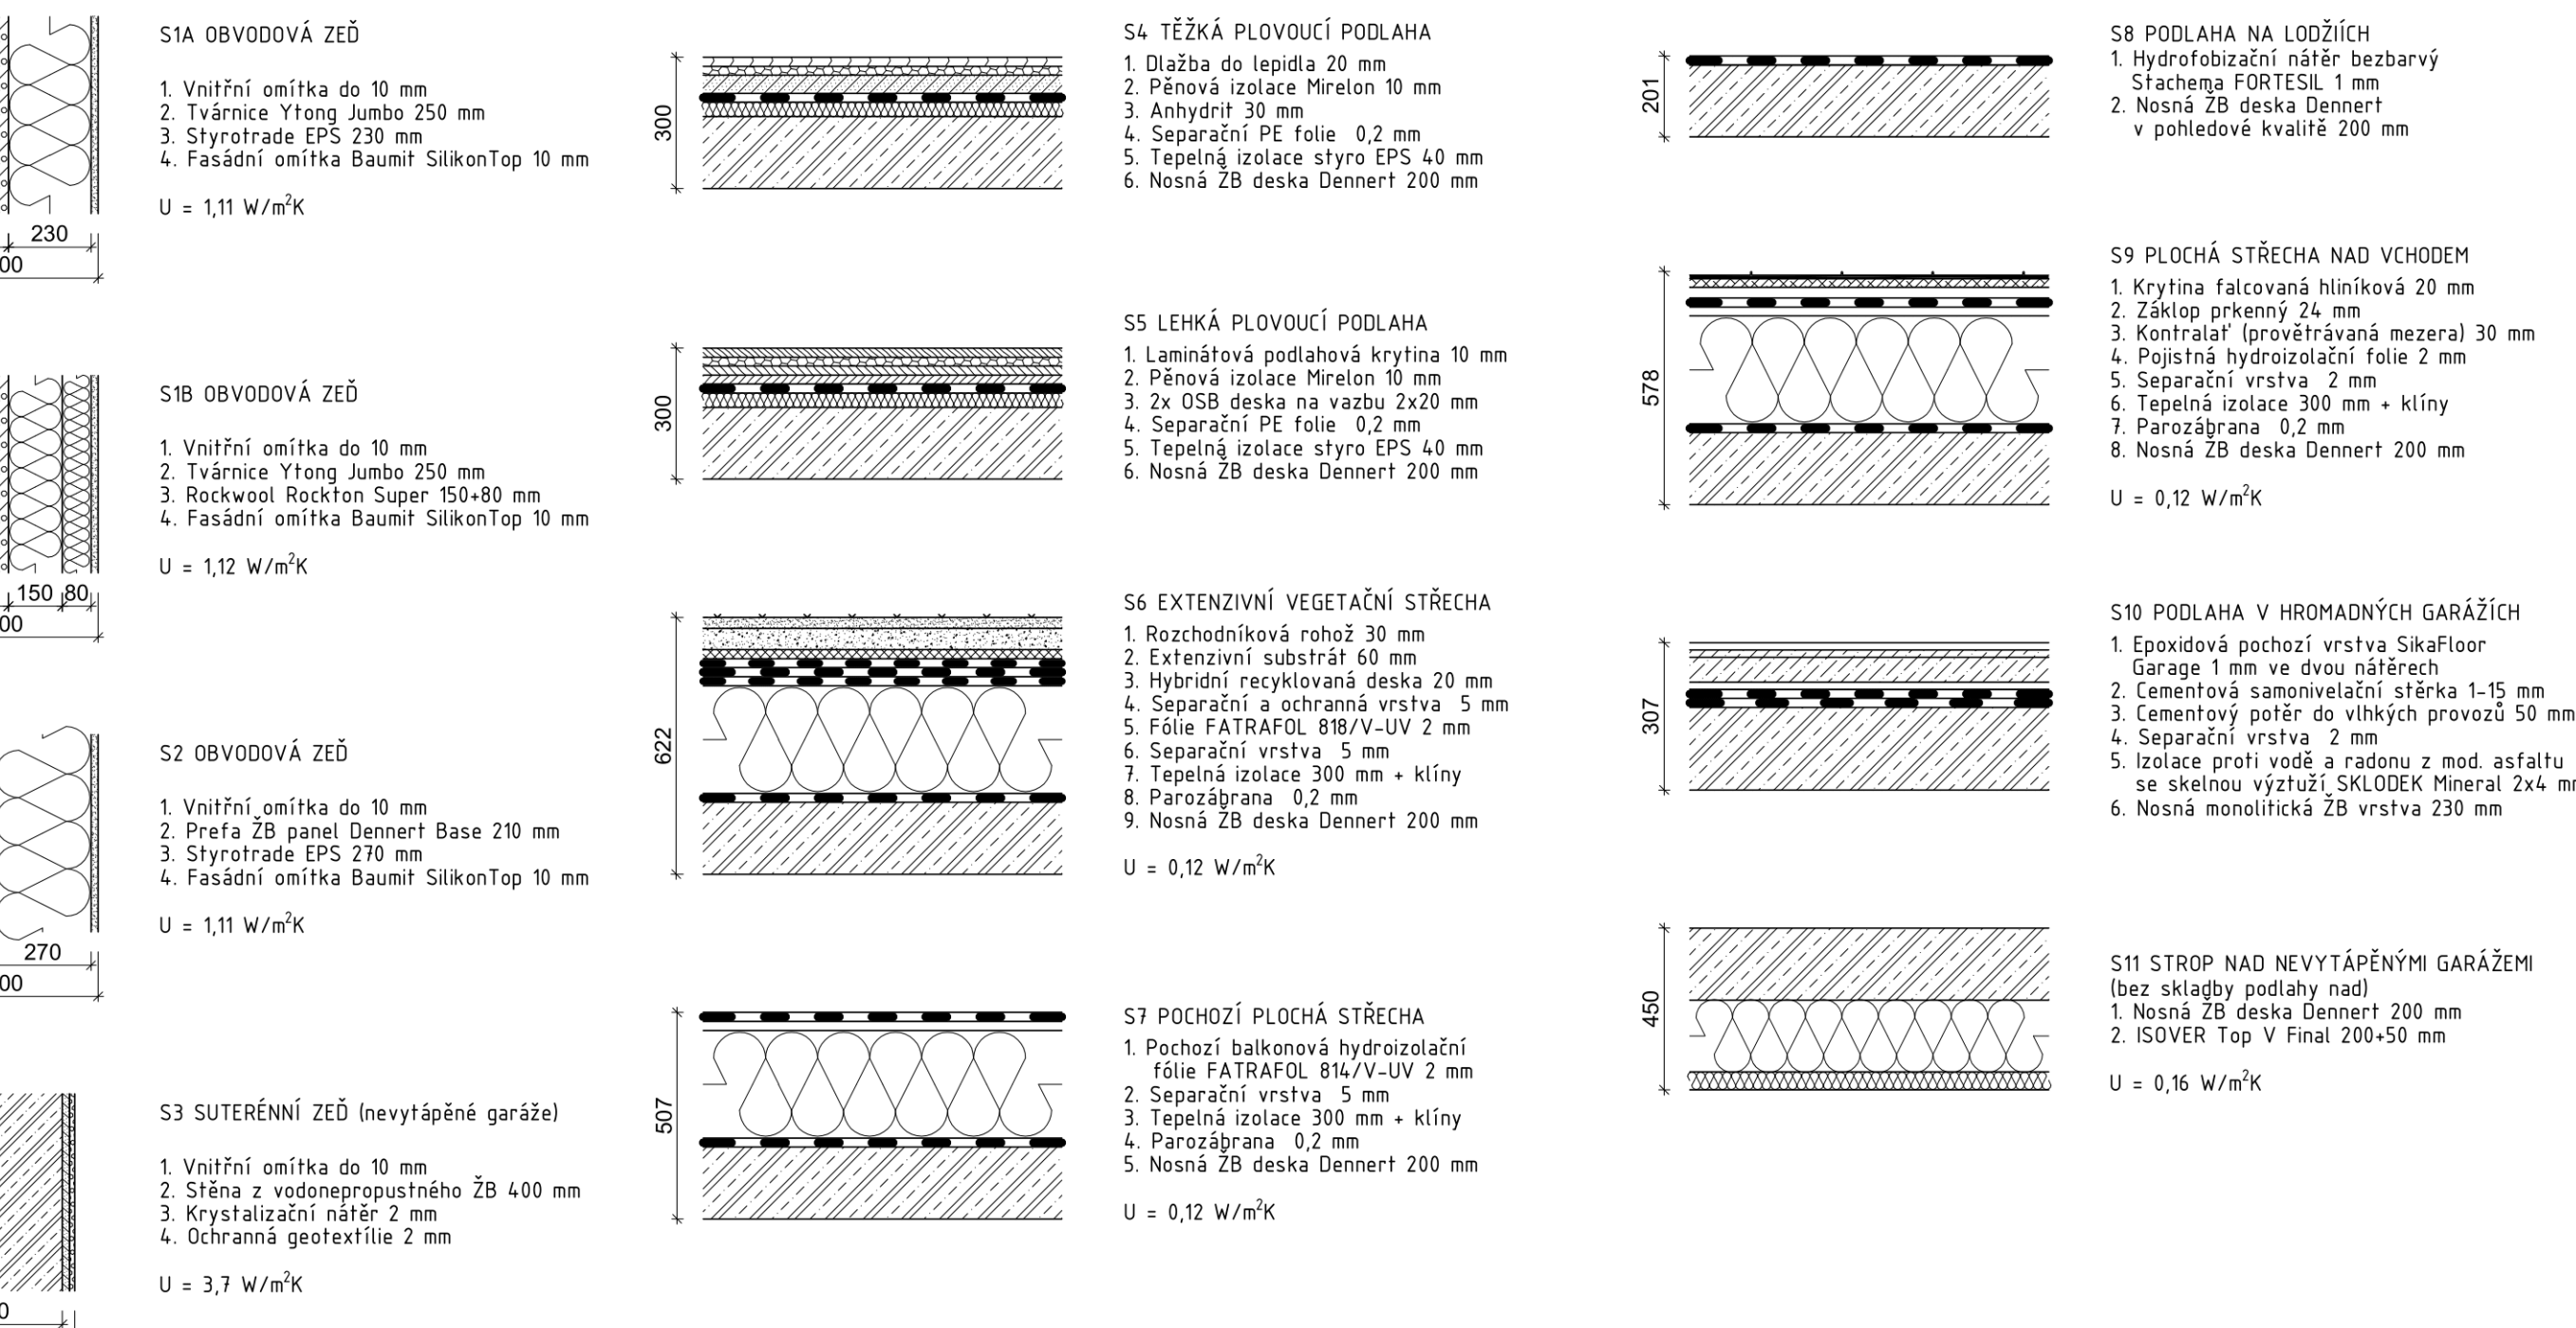 S1A OBVODOVÁ ZEĎ
1. Vnitřní omítka do 10 mm
2. Tvárnice Ytong Jumbo 250 mm
3. Styrotrade EPS 230 mm
4. Fasádní omítka Baumit SilikonTop 10 mm
U = 1,11 W/m²K
230
00
S1B OBVODOVÁ ZEĎ
1. Vnitřní omítka do 10 mm
2. Tvárnice Ytong Jumbo 250 mm
3. Rockwool Rockton Super 150+80 mm
4. Fasádní omítka Baumit SilikonTop 10 mm
U = 1,12 W/m²K
150 80
00
S2 OBVODOVÁ ZEĎ
1. Vnitřní omítka do 10 mm
2. Prefa ŽB panel Dennert Base 210 mm
3. Styrotrade EPS 270 mm
4. Fasádní omítka Baumit SilikonTop 10 mm
U = 1,11 W/m²K
270
00
S3 SUTERÉNNÍ ZEĎ (nevytápěné garáže)
1. Vnitřní omítka do 10 mm
2. Stěna z vodonepropustného ŽB 400 mm
3. Krystalizační nátěr 2 mm
4. Ochranná geotextílie 2 mm
U = 3,7 W/m²K
0
300
S4 TĚŽKÁ PLOVOUCÍ PODLAHA
1. Dlažba do lepidla 20 mm
2. Pěnová izolace Mirelon 10 mm
3. Anhydrit 30 mm
4. Separační PE folie 0,2 mm
5. Tepelná izolace styro EPS 40 mm
6. Nosná ŽB deska Dennert 200 mm
300
S5 LEHKÁ PLOVOUCÍ PODLAHA
1. Laminátová podlahová krytina 10 mm
2. Pěnová izolace Mirelon 10 mm
3. 2x OSB deska na vazbu 2x20 mm
4. Separační PE folie 0,2 mm
5. Tepelná izolace styro EPS 40 mm
6. Nosná ŽB deska Dennert 200 mm
622
S6 EXTENZIVNÍ VEGETAČNÍ STŘECHA
1. Rozchodníková rohož 30 mm
2. Extenzivní substrát 60 mm
3. Hybridní recyklovaná deska 20 mm
4. Separační a ochranná vrstva 5 mm
5. Fólie FATRAFOL 818/V-UV 2 mm
6. Separační vrstva 5 mm
7. Tepelná izolace 300 mm + klíny
8. Parozábrana 0,2 mm
9. Nosná ŽB deska Dennert 200 mm
U = 0,12 W/m²K
507
S7 POCHOZÍ PLOCHÁ STŘECHA
1. Pochozí balkonová hydroizolační
fólie FATRAFOL 814/V-UV 2 mm
2. Separační vrstva 5 mm
3. Tepelná izolace 300 mm + klíny
4. Parozábrana 0,2 mm
5. Nosná ŽB deska Dennert 200 mm
U = 0,12 W/m²K
201
S8 PODLAHA NA LODŽIÍCH
1. Hydrofobizační nátěr bezbarvý
Stachema FORTESIL 1 mm
2. Nosná ŽB deska Dennert
v pohledové kvalitě 200 mm
578
S9 PLOCHÁ STŘECHA NAD VCHODEM
1. Krytina falcovaná hliníková 20 mm
2. Záklop prkenný 24 mm
3. Kontralať (provětrávaná mezera) 30 mm
4. Pojistná hydroizolační folie 2 mm
5. Separační vrstva 2 mm
6. Tepelná izolace 300 mm + klíny
7. Parozábrana 0,2 mm
8. Nosná ŽB deska Dennert 200 mm
U = 0,12 W/m²K
307
S10 PODLAHA V HROMADNÝCH GARÁŽÍCH
1. Epoxidová pochozí vrstva SikaFloor
Garage 1 mm ve dvou nátěrech
2. Cementová samonivelační stěrka 1-15 mm
3. Cementový potěr do vlhkých provozů 50 mm
4. Separační vrstva 2 mm
5. Izolace proti vodě a radonu z mod. asfaltu
se skelnou výztuží SKLODEK Mineral 2x4 m
6. Nosná monolitická ŽB vrstva 230 mm
450
S11 STROP NAD NEVYTÁPĚNÝMI GARÁŽEMI
(bez skladby podlahy nad)
1. Nosná ŽB deska Dennert 200 mm
2. ISOVER Top V Final 200+50 mm
U = 0,16 W/m²K